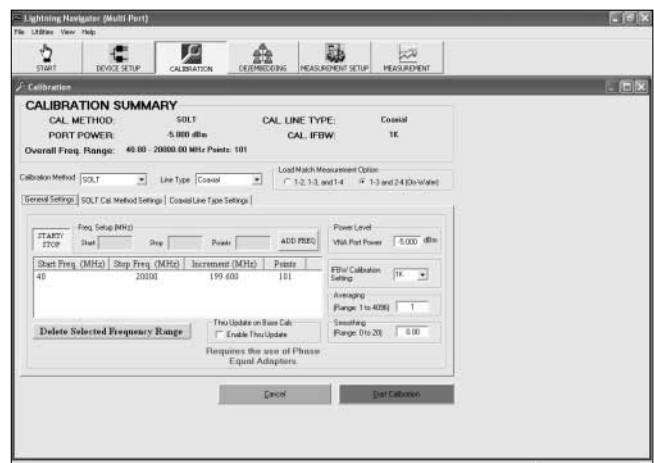 Lightning Navigator (Multi-Port)
File Utilities View Help
START DEVICE SETUP CALIBRATION DE/EMBEDDING MEASUREMENT SETUP MEASUREMENT
Calibration
CALIBRATION SUMMARY
CAL METHOD: SOLT CAL LINE TYPE: Coaxial
PORT POWER: -5.000 dBm CAL. IFBW: 1K
Overall Freq. Range: 40.00 - 20000.00 MHz Points: 101
Load Match Measurement Option
Calibration Method SOLT Line Type Coaxial 1-2, 1-3, and 1-4 1-3 and 2-4 (On-Wafer)
General Settings SOLT Cal. Method Settings Coaxial Line Type Settings
Freq. Setup (MHz) Power Level
START/STOP Start Stop Points ADD FREQ VNA Port Power -5.000 dBm
Start Freq. (MHz) Stop Freq. (MHz) Increment (MHz) Points
40 20000 199.600 101
IFBW Calibration Setting: 1K
Averaging
(Range: 1 to 4096) 1
Thru Update on Base Cals Smoothing
Delete Selected Frequency Range Enable Thru Update (Range: 0 to 20) 0.00
Requires the use of Phase
Equal Adapters.
Cancel Start Calibration